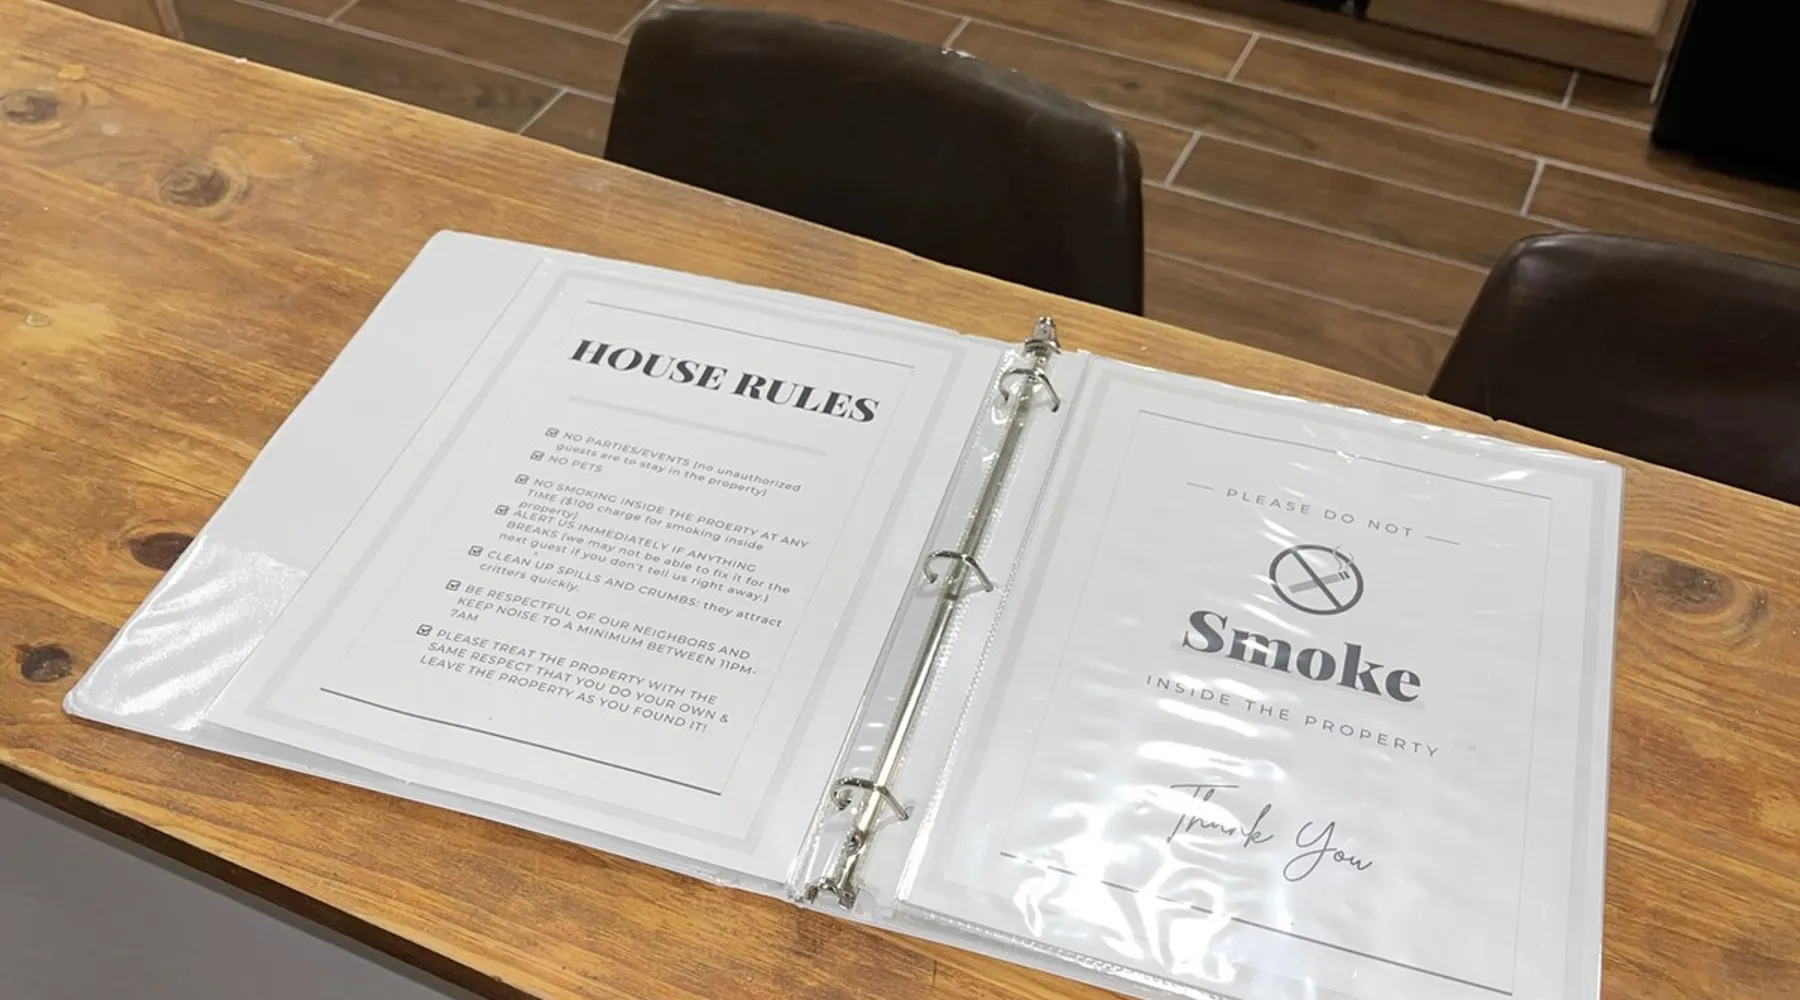 HOUSE RULES
NO PARTIES/EVENTS (no unauthorized
guests are to stay in the property)
NO PETS
NO SMOKING INSIDE THE PROERTY AT ANY
TIME ($100 charge for smoking inside
property)
ALERT US IMMEDIATELY IF ANYTHING
BREAKS (we may not be able to fix it for the
next guest if you don't tell us right away.)
CLEAN UP SPILLS AND CRUMBS: they attract
critters quickly.
BE RESPECTFUL OF OUR NEIGHBORS AND
KEEP NOISE TO A MINIMUM BETWEEN 11PM-
7AM
PLEASE TREAT THE PROPERTY WITH THE
SAME RESPECT THAT YOU DO YOUR OWN &
LEAVE THE PROPERTY AS YOU FOUND IT!
PLEASE DO NOT
Smoke
INSIDE THE PROPERTY
Thank You